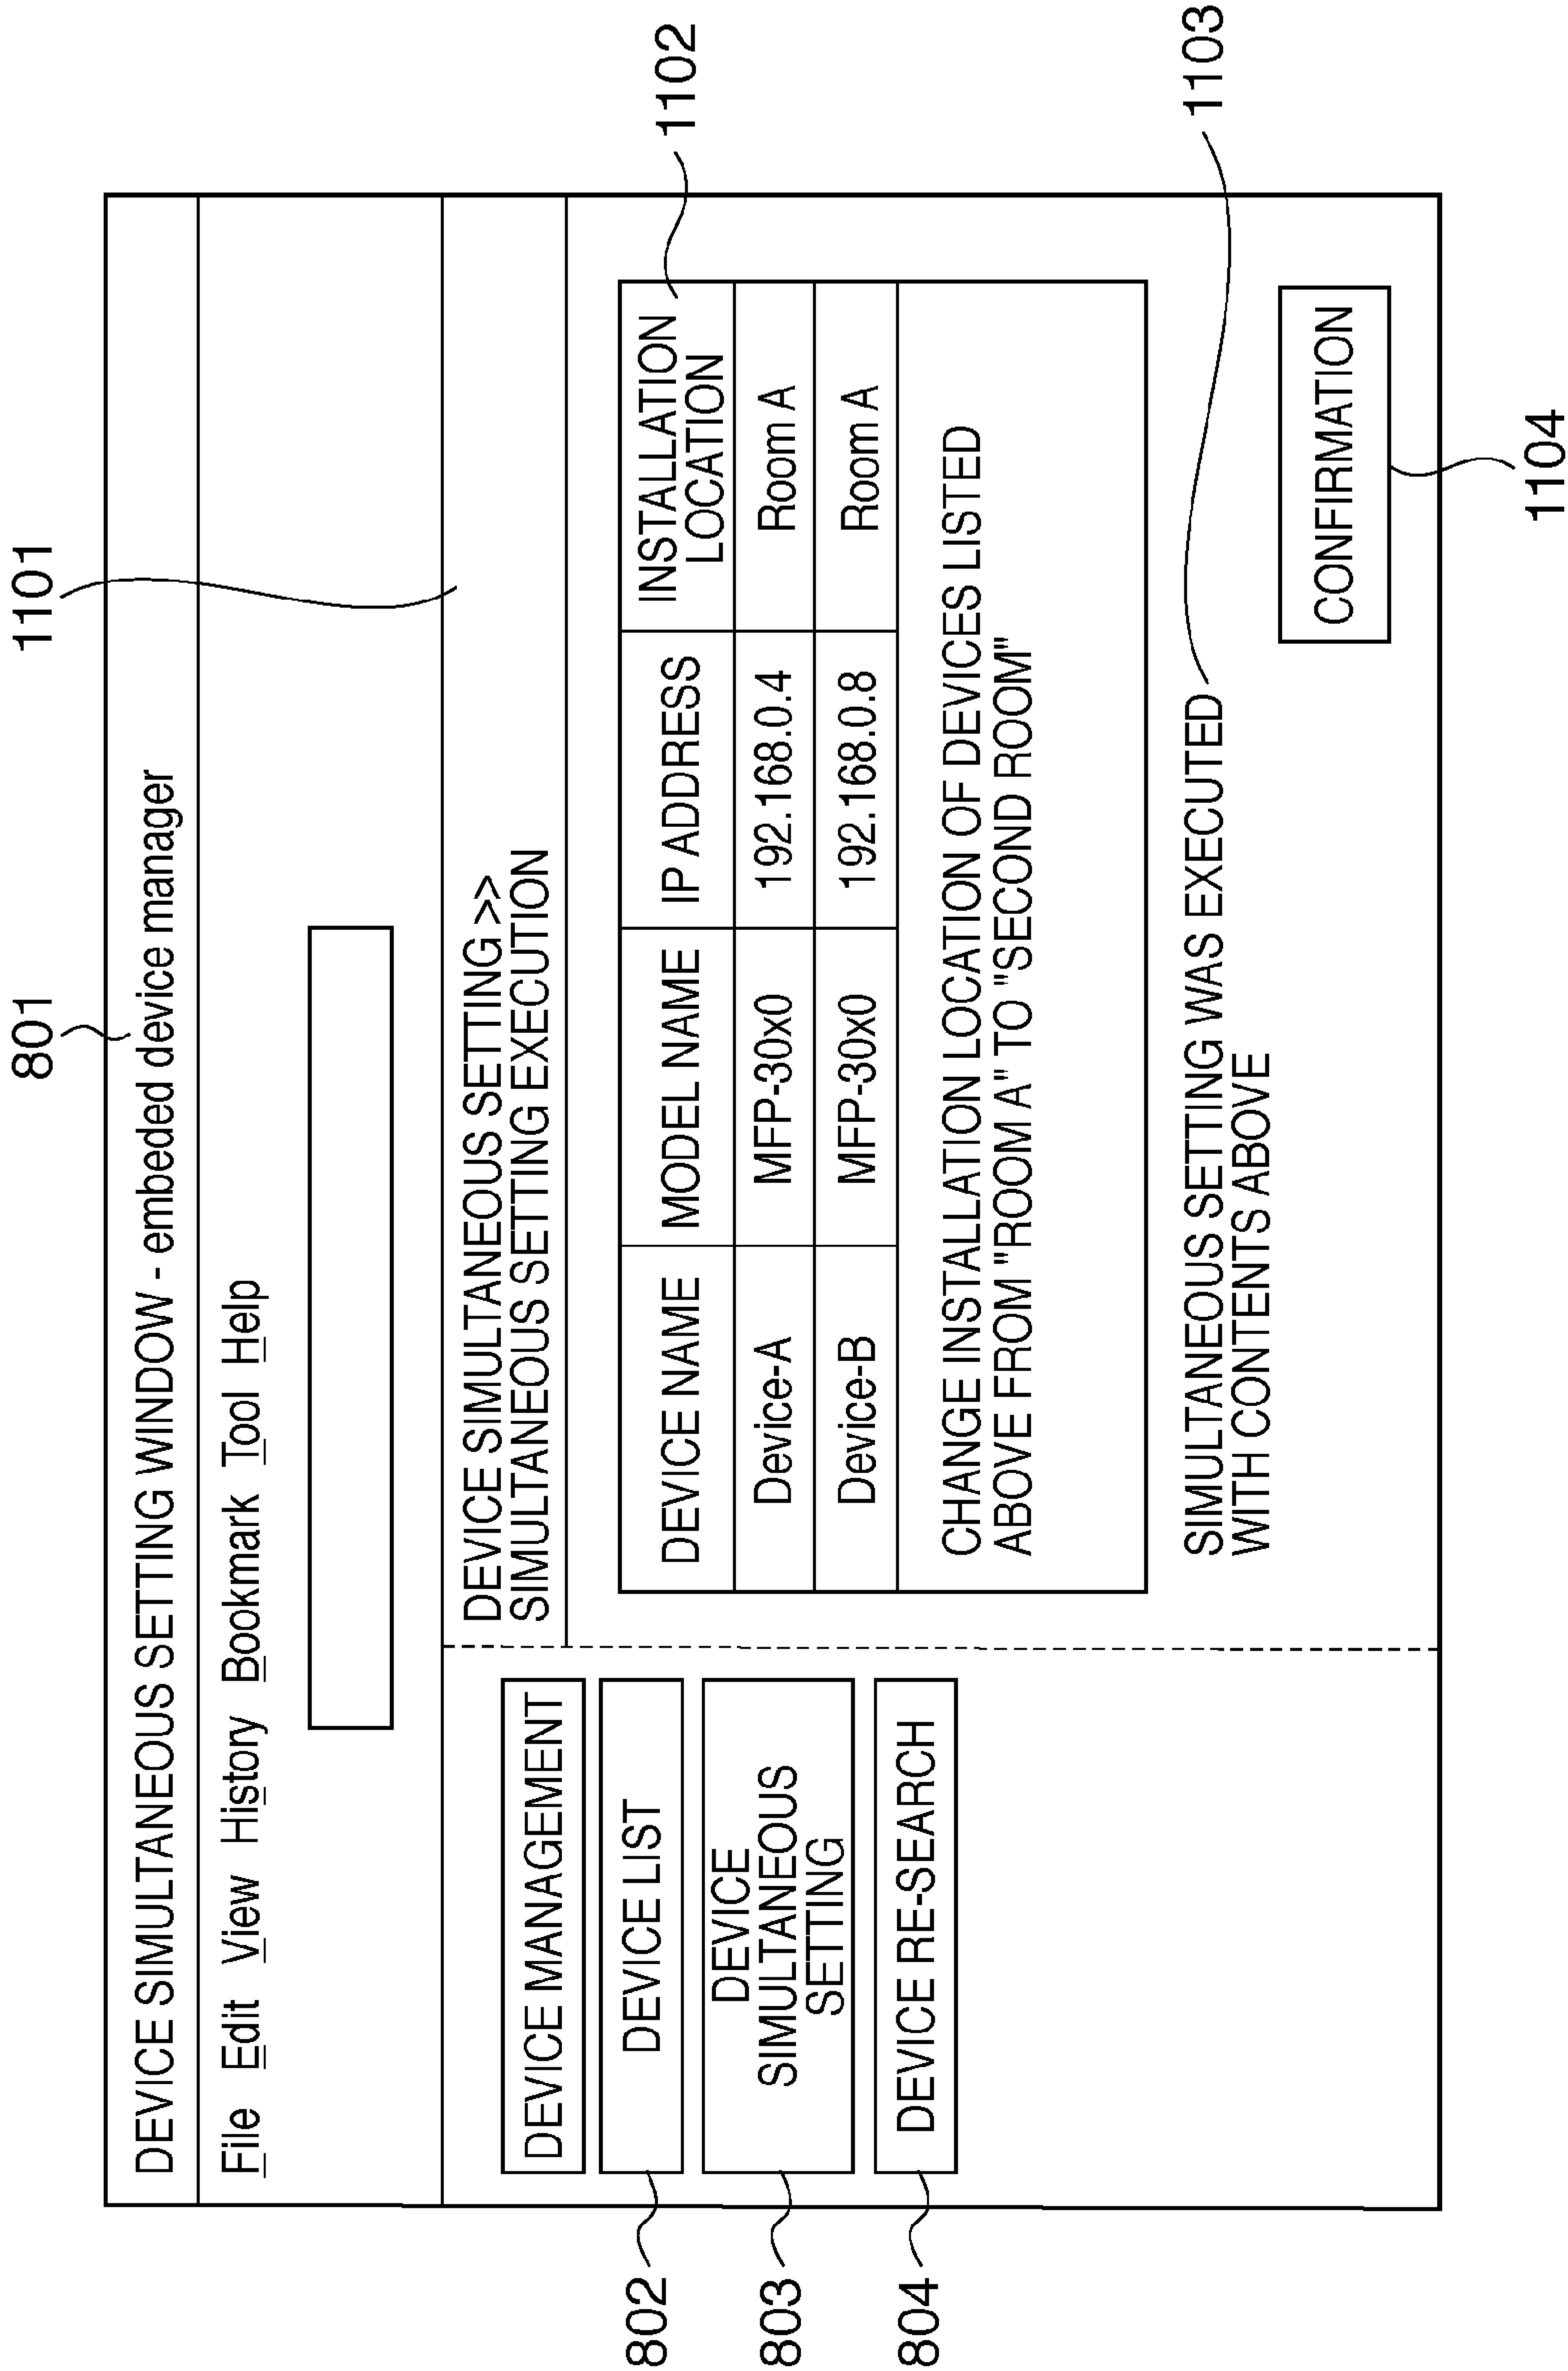 801
1101
DEVICE SIMULTANEOUS SETTING WINDOW - embeded device manager
File Edit View History Bookmark Tool Help
DEVICE MANAGEMENT
802
DEVICE LIST
803
DEVICE
SIMULTANEOUS
SETTING
804
DEVICE RE-SEARCH
DEVICE SIMULTANEOUS SETTING >>
SIMULTANEOUS SETTING EXECUTION
1102
DEVICE NAME MODEL NAME IP ADDRESS INSTALLATION
LOCATION
Device-A MFP-30x0 192.168.0.4 Room A
Device-B MFP-30x0 192.168.0.8 Room A
CHANGE INSTALLATION LOCATION OF DEVICES LISTED
ABOVE FROM "ROOM A" TO "SECOND ROOM"
SIMULTANEOUS SETTING WAS EXECUTED
WITH CONTENTS ABOVE
1103
CONFIRMATION
1104